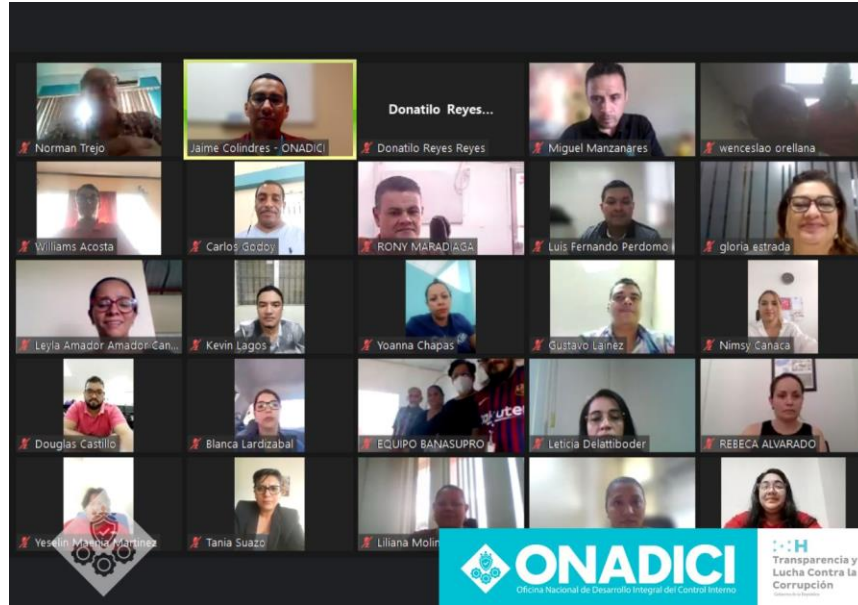 Donatilo Reyes...
Norman Trejo
Jaime Colindres - ONADICI
Donatilo Reyes Reyes
Miguel Manzanares
wenceslao orellana
Williams Acosta
Carlos Godoy
RONY MARADIAGA
Luis Fernando Perdomo
gloria estrada
Leyla Amador Amador Can...
Kevin Lagos
Yoanna Chapas
Gustavo Lainez
Nimsy Canaca
Douglas Castillo
Blanca Lardizabal
EQUIPO BANASUPRO
Leticia Delattiboder
REBECA ALVARADO
Yeselin Martinez
Tania Suazo
Liliana Molin
ONADICI
Oficina Nacional de Desarrollo Integral del Control Interno
H
Transparencia y
Lucha Contra la
Corrupción